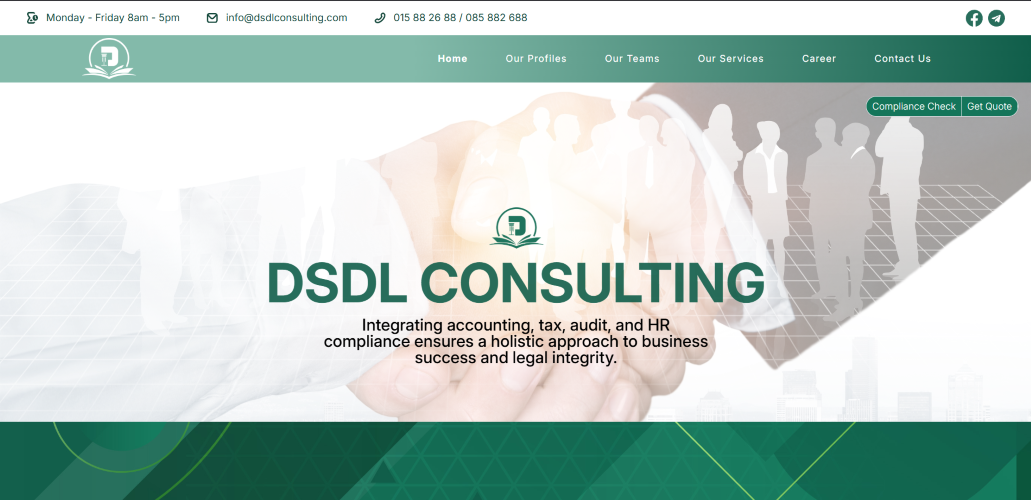 Monday - Friday 8am - 5pm
info@dsdlconsulting.com
015 88 26 88 / 085 882 688
Home
Our Profiles
Our Teams
Our Services
Career
Contact Us
Compliance Check
Get Quote
DSDL CONSULTING
Integrating accounting, tax, audit, and HR
compliance ensures a holistic approach to business
success and legal integrity.